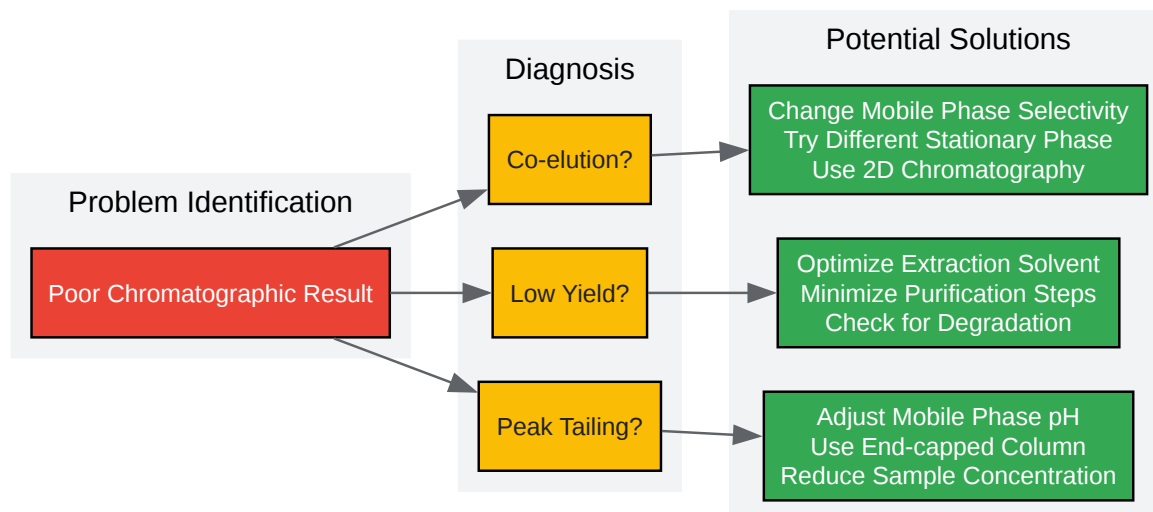 Problem Identification
Poor Chromatographic Result
Diagnosis
Co-elution?
Low Yield?
Peak Tailing?
Potential Solutions
Change Mobile Phase Selectivity
Try Different Stationary Phase
Use 2D Chromatography
Optimize Extraction Solvent
Minimize Purification Steps
Check for Degradation
Adjust Mobile Phase pH
Use End-capped Column
Reduce Sample Concentration